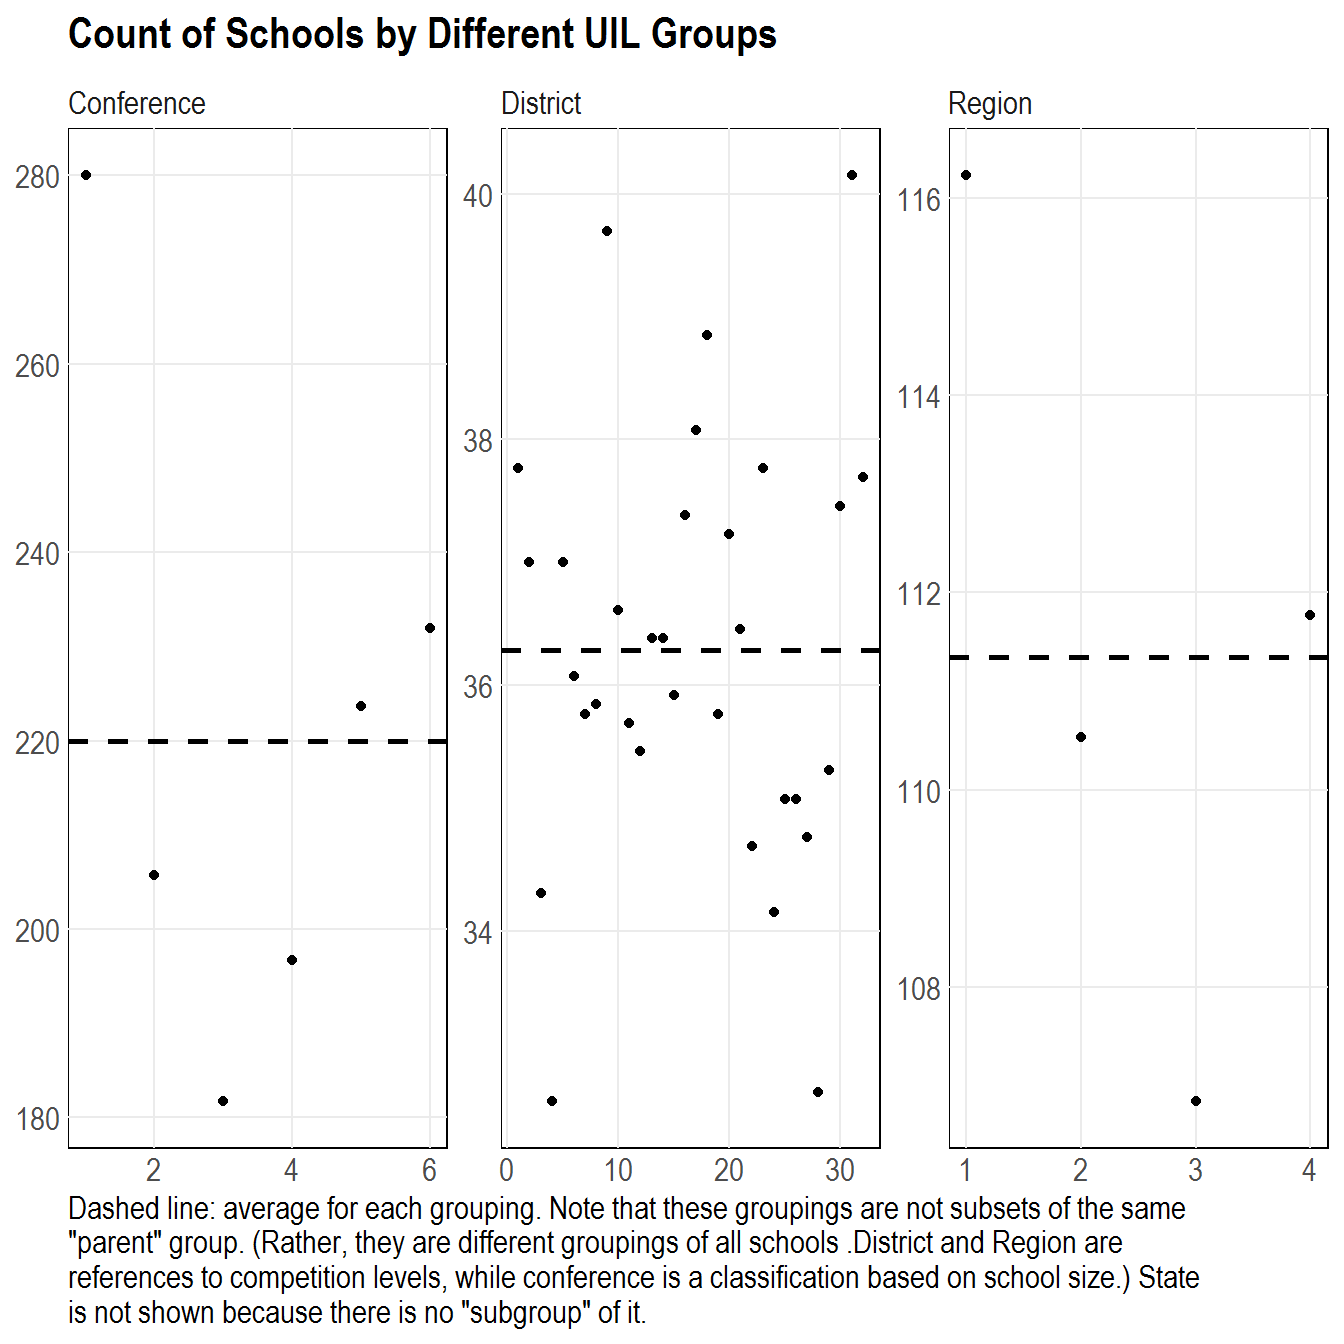 Count of Schools by Different UIL Groups
Conference
District
Region
280
260
240
220
200
180
40
38
36
34
116
114
112
110
108
2 4 6
0 10 20 30
1 2 3 4
Dashed line: average for each grouping. Note that these groupings are not subsets of the same
"parent" group. (Rather, they are different groupings of all schools .District and Region are
references to competition levels, while conference is a classification based on school size.) State
is not shown because there is no "subgroup" of it.